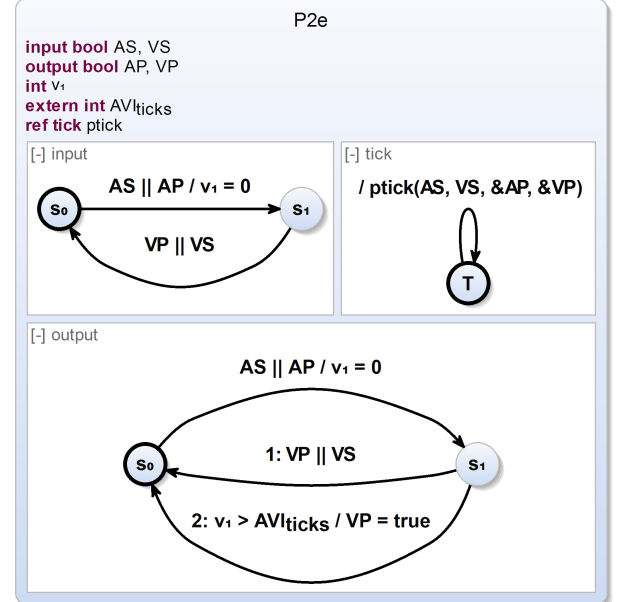 P2e
input bool AS, VS
output bool AP, VP
int v₁
extern int AVIticks
ref tick ptick
[-] input
AS || AP / v₁ = 0
S₀
S₁
VP || VS
[-] tick
/ ptick(AS, VS, &AP, &VP)
T
[-] output
AS || AP / v₁ = 0
S₀
1: VP || VS
S₁
2: v₁ > AVIticks / VP = true